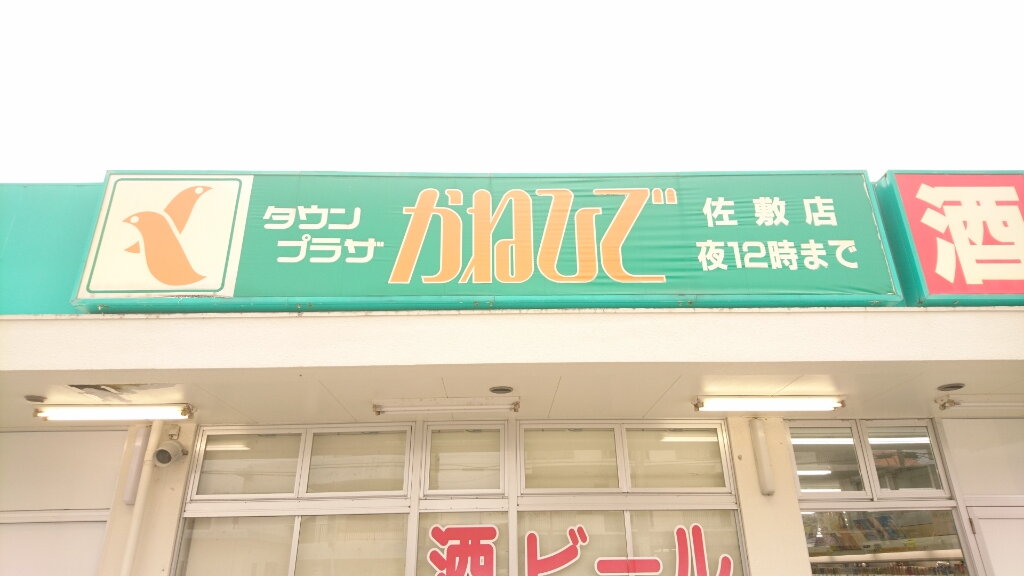 タウン
プラザ
かねひで
佐敷店
夜12時まで
酒
酒ビール